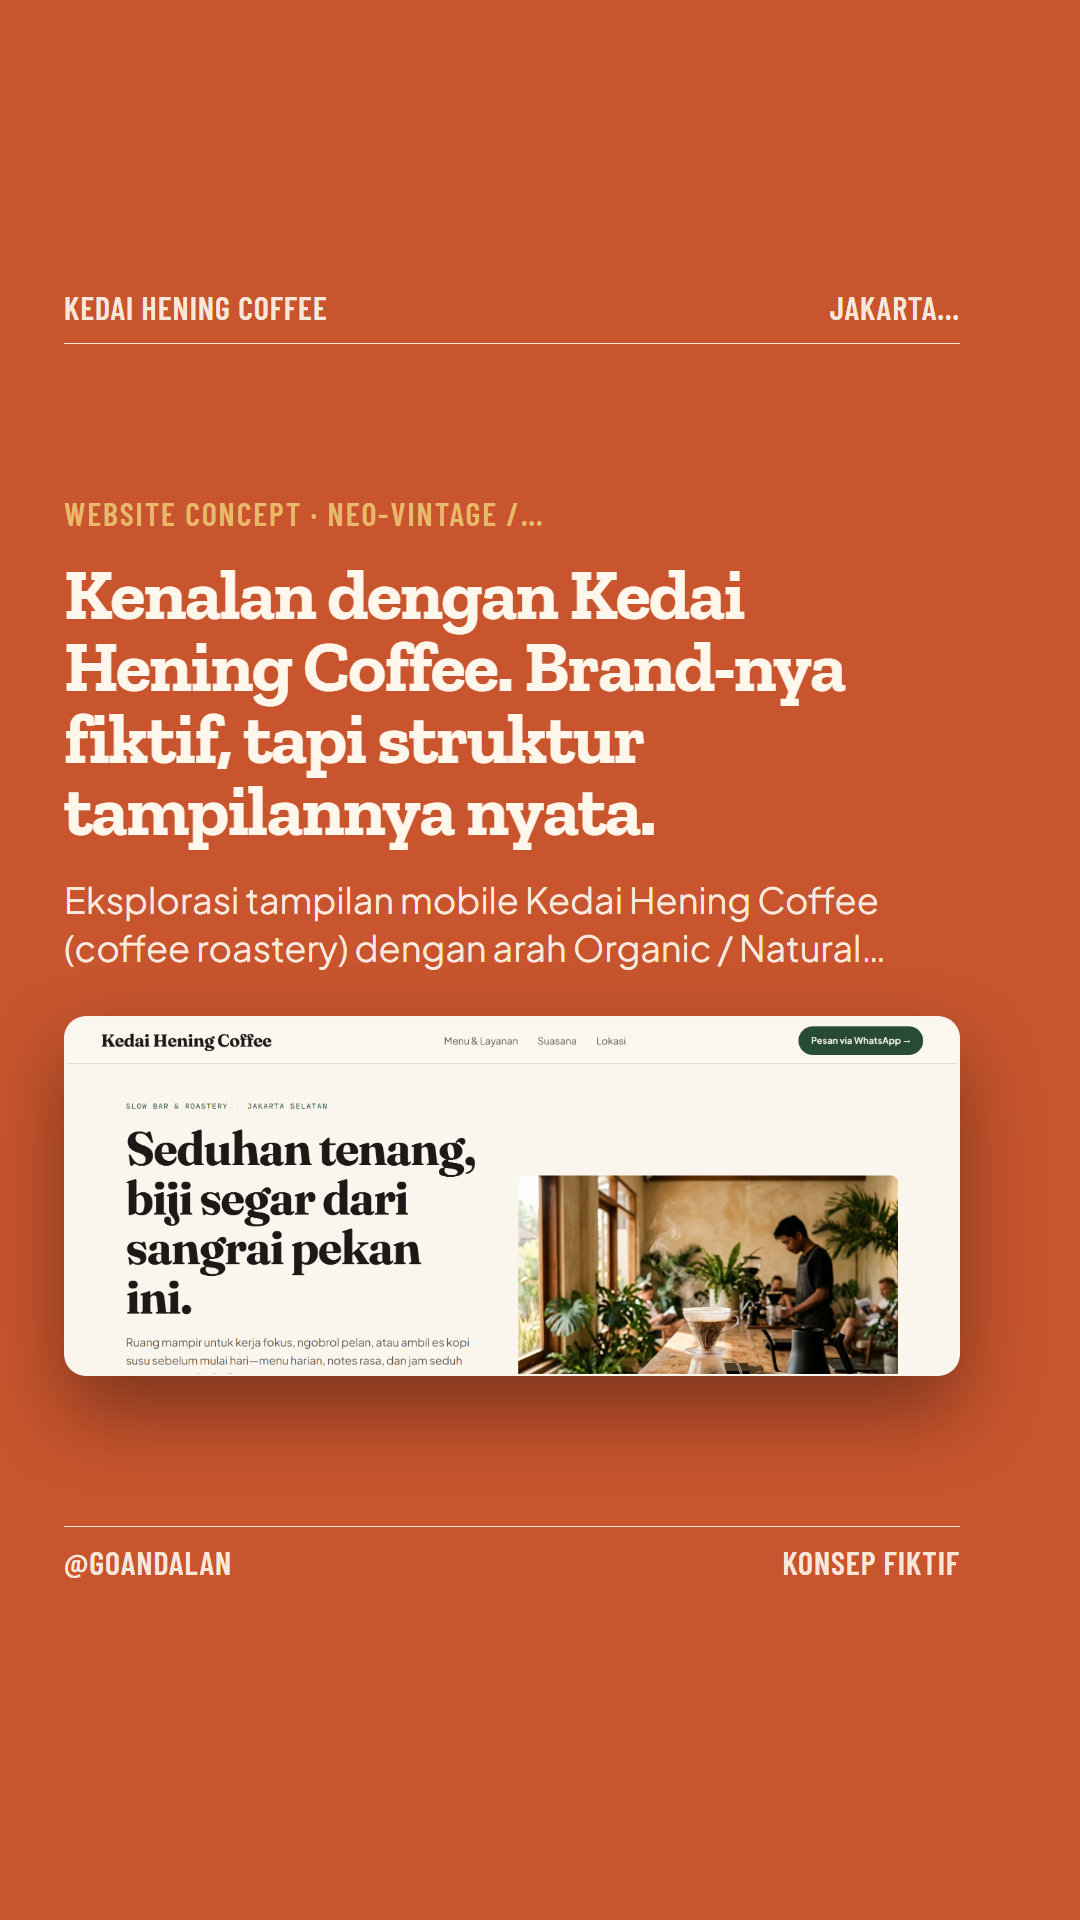 KEDAI HENING COFFEE
JAKARTA...
WEBSITE CONCEPT · NEO-VINTAGE /...
Kenalan dengan Kedai
Hening Coffee. Brand-nya
fiktif, tapi struktur
tampilannya nyata.
Eksplorasi tampilan mobile Kedai Hening Coffee
(coffee roastery) dengan arah Organic / Natural...
Kedai Hening Coffee
Menu & Layanan
Suasana
Lokasi
Pesan via WhatsApp →
SLOW BAR & ROASTERY · JAKARTA SELATAN
Seduhan tenang,
biji segar dari
sangrai pekan
ini.
Ruang mampir untuk kerja fokus, ngobrol pelan, atau ambil es kopi
susu sebelum mulai hari—menu harian, notes rasa, dan jam seduh
@GOANDALAN
KONSEP FIKTIF